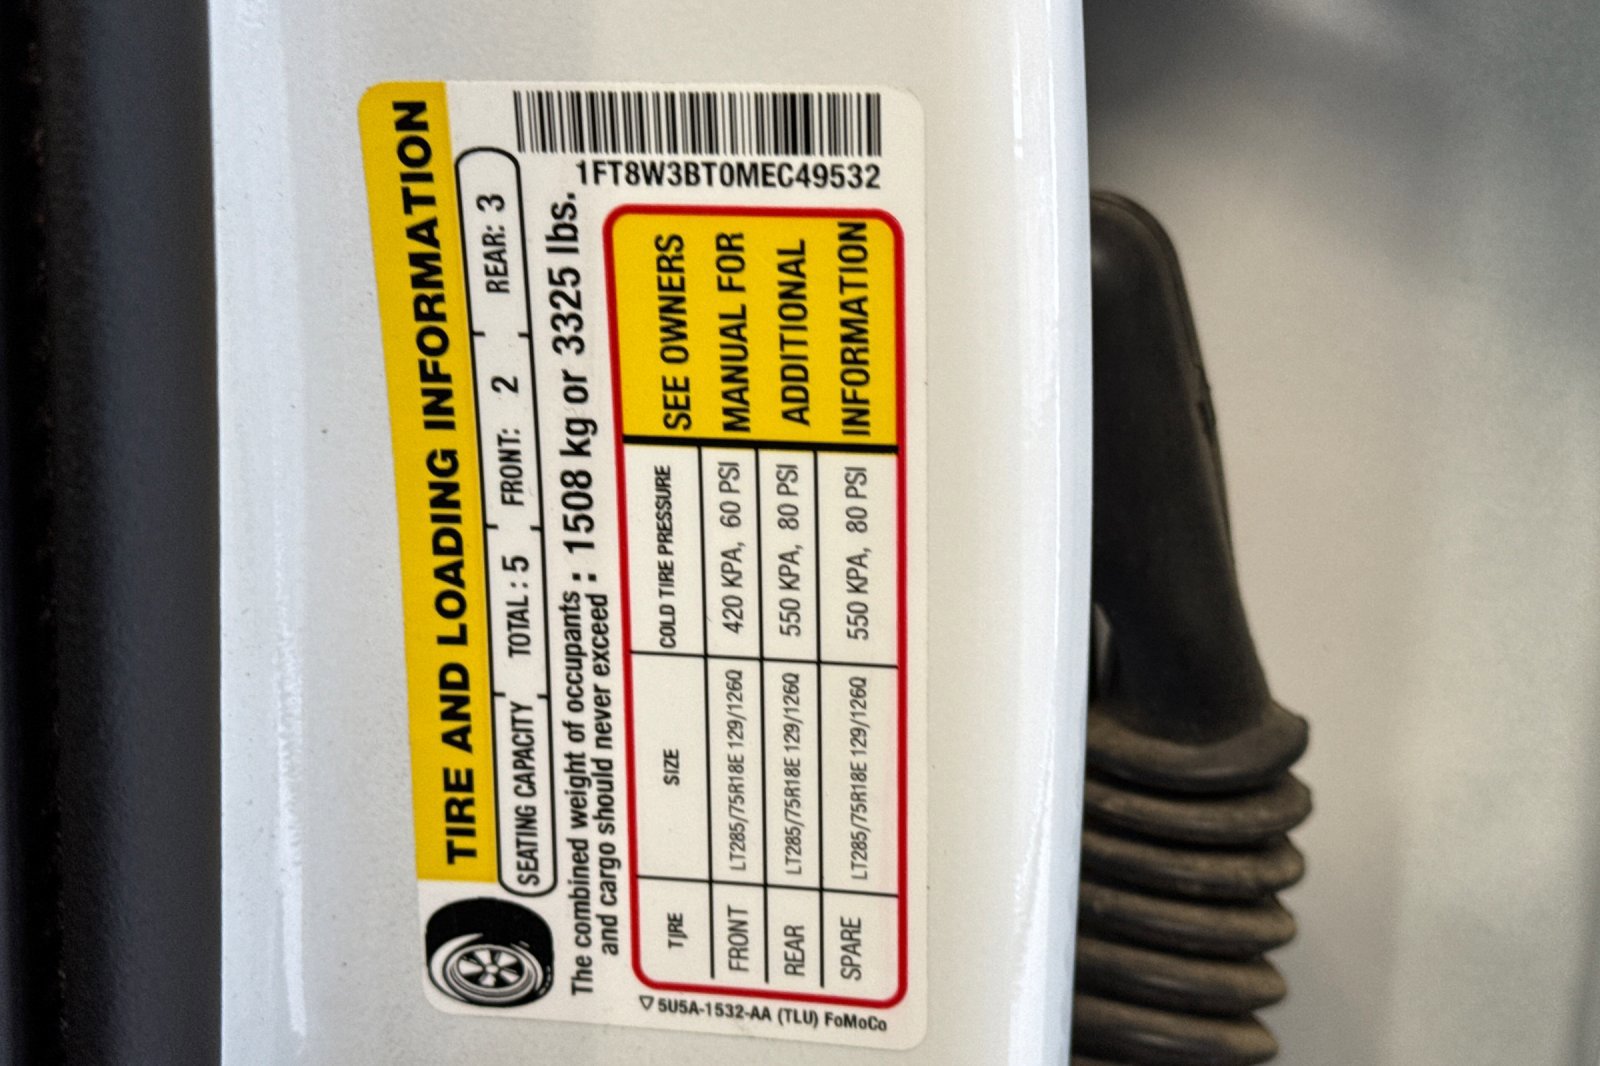 TIRE AND LOADING INFORMATION
SEATING CAPACITY TOTAL : 5 FRONT: 2 REAR: 3
The combined weight of occupants : 1508 kg or 3325 lbs.
and cargo should never exceed :
TIRE SIZE COLD TIRE PRESSURE
FRONT LT285/75R18E 129/126Q 420 KPA, 60 PSI
REAR LT285/75R18E 129/126Q 550 KPA, 80 PSI
SPARE LT285/75R18E 129/126Q 550 KPA, 80 PSI
SEE OWNERS
MANUAL FOR
ADDITIONAL
INFORMATION
1FT8W3BT0MEC49532
5U5A-1532-AA (TLU) FoMoCo